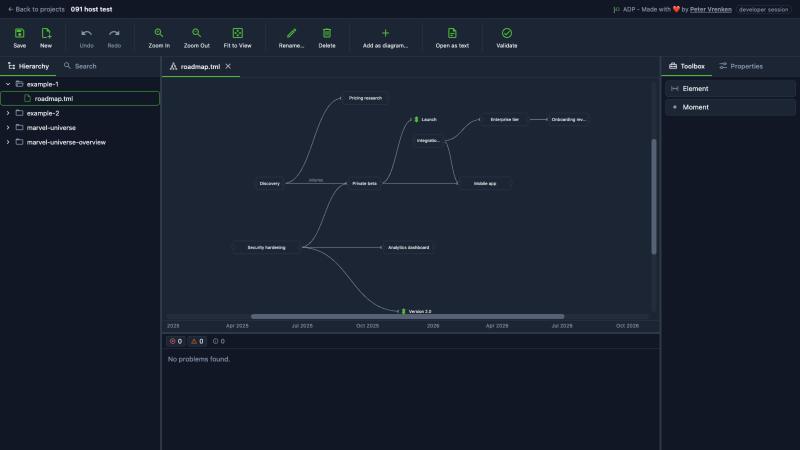 Back to projects 091 host test
ADP - Made with ❤ by Peter Vrenken developer session
Save New Undo Redo Zoom In Zoom Out Fit to View Rename... Delete Add as diagram... Open as text Validate
Hierarchy Search
roadmap.tml
Toolbox Properties
example-1
roadmap.tml
example-2
marvel-universe
marvel-universe-overview
Pricing research
Launch
Enterprise tier
Onboarding rev...
Integratio...
Discovery
Private beta
Mobile app
Security hardening
Analytics dashboard
Version 2.0
2025 Apr 2025 Jul 2025 Oct 2025 2026 Apr 2026 Jul 2026 Oct 2026
0 0 0
No problems found.
Element
Moment